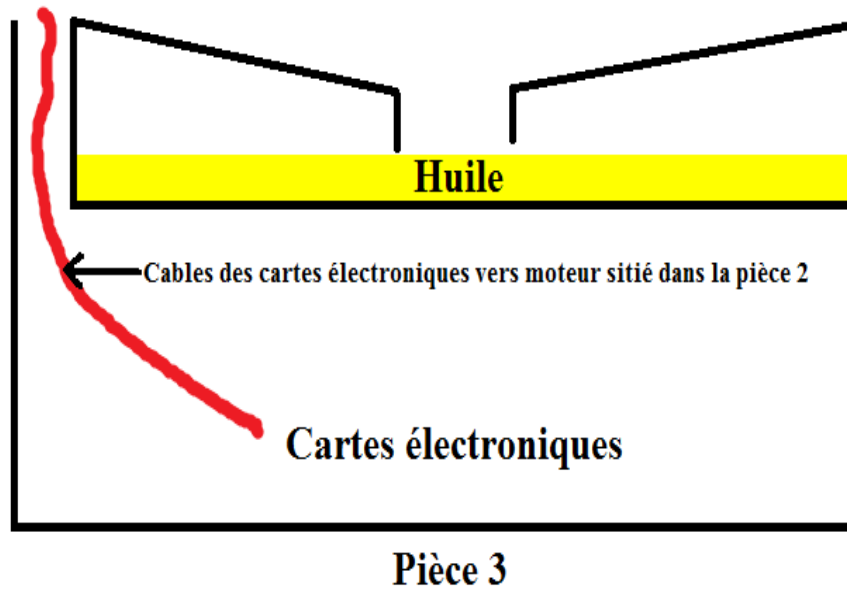 Huile
Cables des cartes électroniques vers moteur sitié dans la pièce 2
Cartes électroniques
Pièce 3